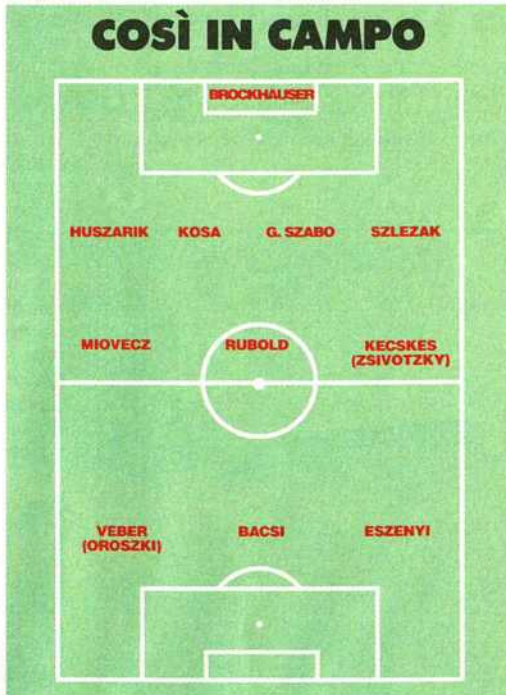 COSÌ IN CAMPO
BROCKHAUSER
HUSZARIK KOSA G. SZABO SZLEZAK
MIOVECZ RUBOLD KECSKES
(ZSIVOTZKY)
VEBER BACSI ESZENYI
(OROSZKI)